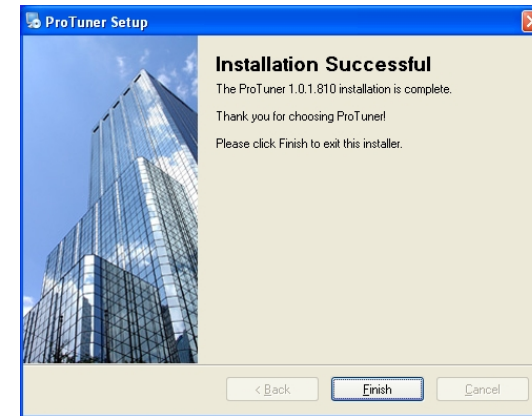 ProTuner Setup
Installation Successful
The ProTuner 1.0.1.810 installation is complete.
Thank you for choosing ProTuner!
Please click Finish to exit this installer.
< Back
Finish
Cancel